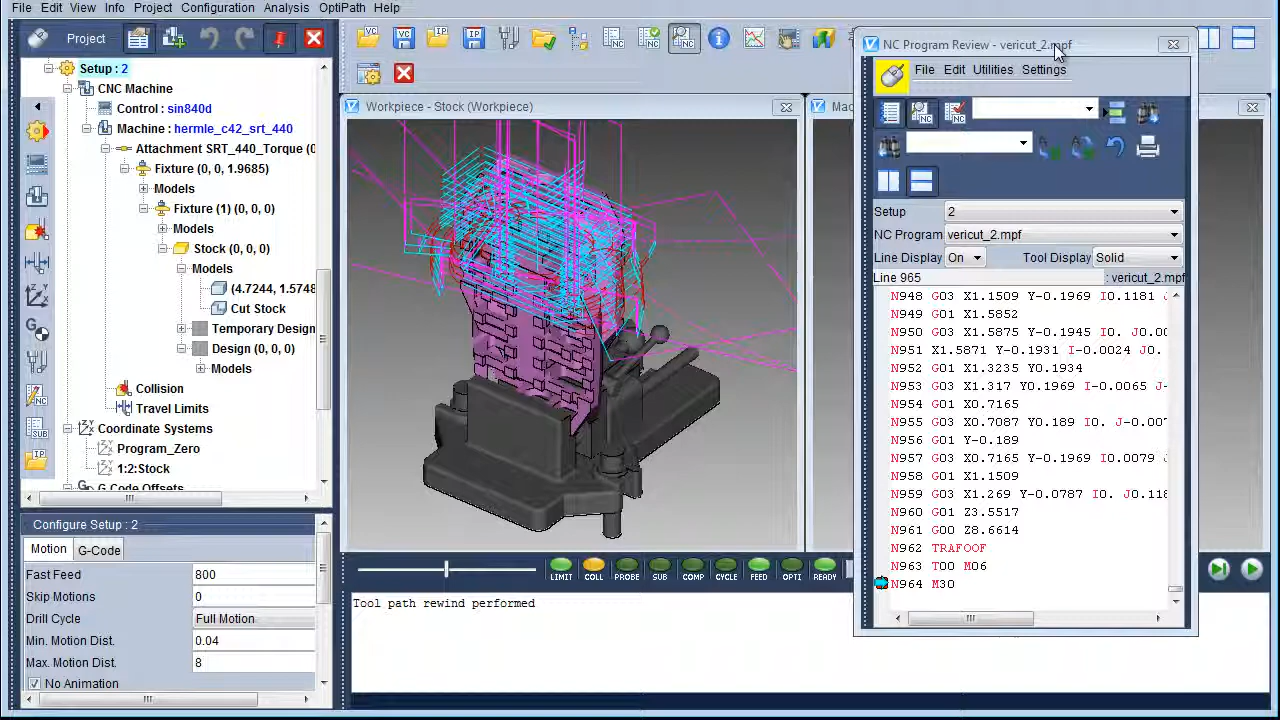 File Edit View Info Project Configuration Analysis OptiPath Help
Project
Setup : 2
CNC Machine
Control : sin840d
Machine : hermle_c42_srt_440
Attachment SRT_440_Torque (0
Fixture (0, 0, 1.9685)
Models
Fixture (1) (0, 0, 0)
Models
Stock (0, 0, 0)
Models
(4.7244, 1.5748
Cut Stock
Temporary Design
Design (0, 0, 0)
Models
Collision
Travel Limits
Coordinate Systems
Program_Zero
1:2:Stock
G Code Offsets
Configure Setup : 2
Motion G-Code
Fast Feed 800
Skip Motions 0
Drill Cycle Full Motion
Min. Motion Dist. 0.04
Max. Motion Dist. 8
No Animation
Workpiece - Stock (Workpiece)
Mac
LIMIT COLL PROBE SUB COMP CYCLE FEED OPTI READY
Tool path rewind performed
NC Program Review - vericut_2.mpf
File Edit Utilities Settings
Setup 2
NC Program vericut_2.mpf
Line Display On Tool Display Solid
Line 965 : vericut_2.mpf
N948 G03 X1.1509 Y-0.1969 I0.1181
N949 G01 X1.5852
N950 G03 X1.5875 Y-0.1945 I0. J0.00
N951 X1.5871 Y-0.1931 I-0.0024 J0.
N952 G01 X1.3235 Y0.1934
N953 G03 X1.317 Y0.1969 I-0.0065 J-
N954 G01 X0.7165
N955 G03 X0.7087 Y0.189 I0. J-0.00
N956 G01 Y-0.189
N957 G03 X0.7165 Y-0.1969 I0.0079
N958 G01 X1.1509
N959 G03 X1.269 Y-0.0787 I0. J0.118
N960 G01 Z3.5517
N961 G00 Z8.6614
N962 TRAFOOF
N963 T00 M06
N964 M30